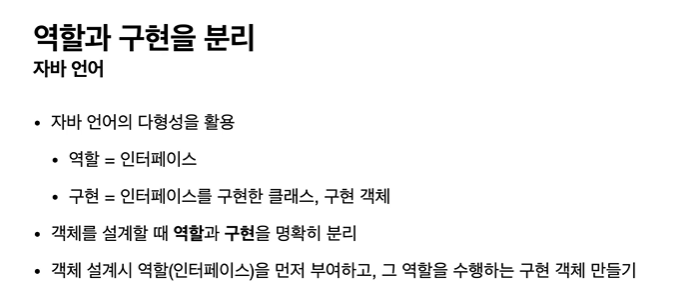 역할과 구현을 분리
자바 언어
• 자바 언어의 다형성을 활용
• 역할 = 인터페이스
• 구현 = 인터페이스를 구현한 클래스, 구현 객체
• 객체를 설계할 때 역할과 구현을 명확히 분리
• 객체 설계시 역할(인터페이스)을 먼저 부여하고, 그 역할을 수행하는 구현 객체 만들기